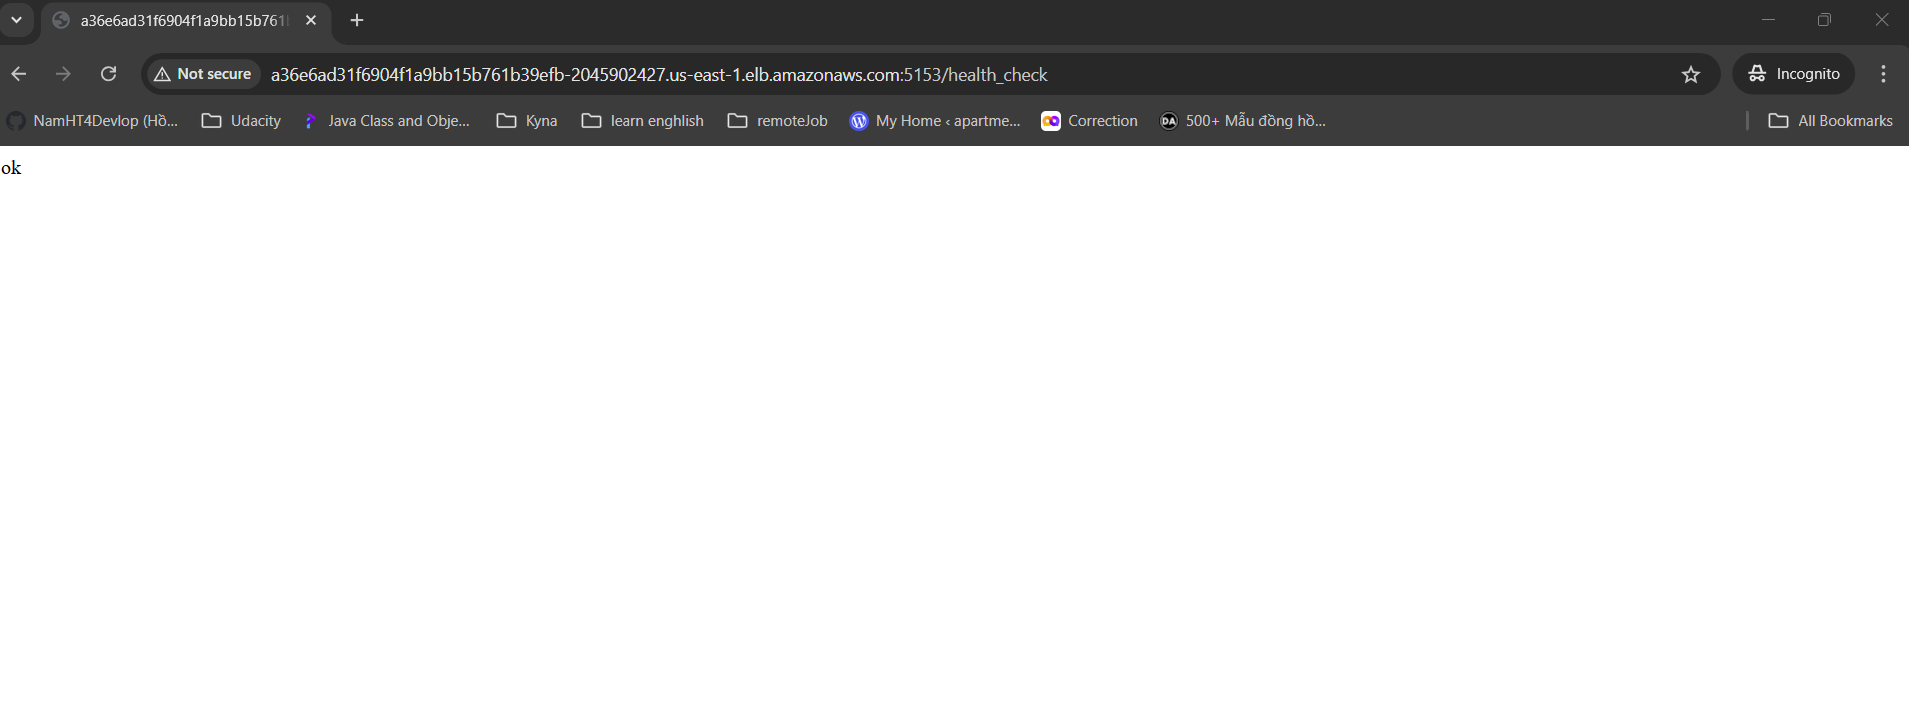 a36e6ad31f6904f1a9bb15b761
Not secure a36e6ad31f6904f1a9bb15b761b39efb-2045902427.us-east-1.elb.amazonaws.com:5153/health_check Incognito
NamHT4Devlop (Hồ... Udacity Java Class and Obje... Kyna learn enghlish remoteJob My Home ‹ apartme... Correction DA 500+ Mẫu đồng hồ... All Bookmarks
ok